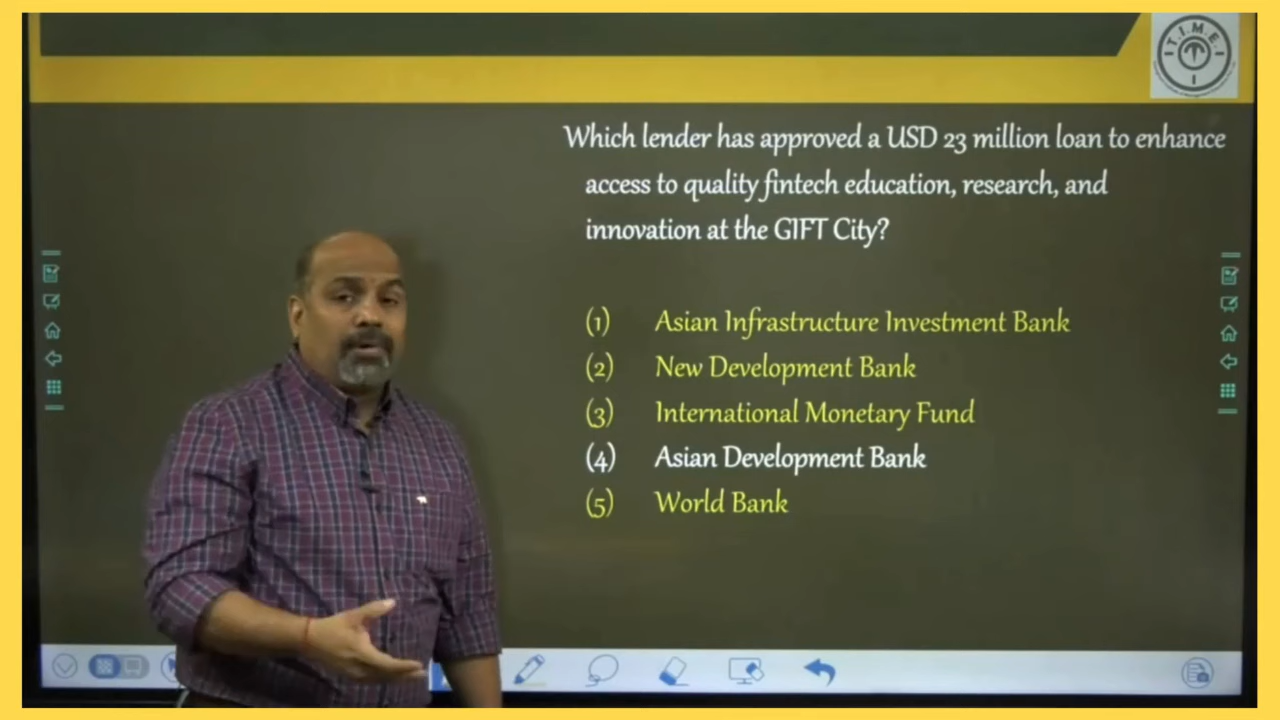 T.I.M.E.
Which lender has approved a USD 23 million loan to enhance
access to quality fintech education, research, and
innovation at the GIFT City?
(1) Asian Infrastructure Investment Bank
(2) New Development Bank
(3) International Monetary Fund
(4) Asian Development Bank
(5) World Bank